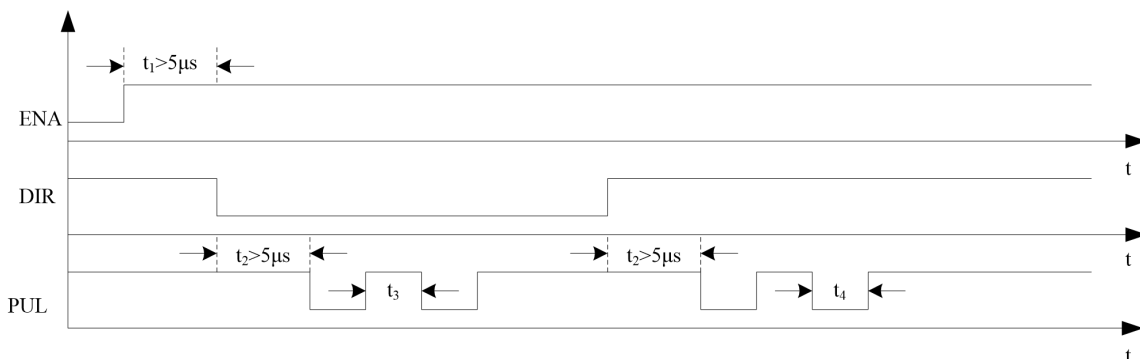 t₁>5μs
ENA
t
DIR
t₂>5μs t₂>5μs t
t₃ t₄
PUL
t